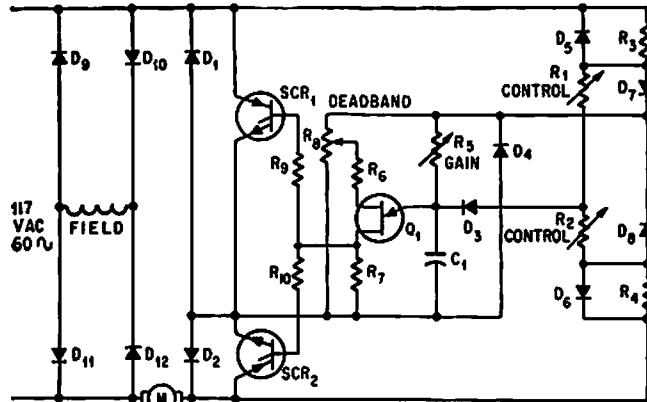 D9
D10
D1
SCR1
DEADBAND
R8
R9
R6
R5
GAIN
D4
D5
R3
R1
CONTROL
D7
117
VAC
60~
FIELD
Q1
D3
R2
CONTROL
D8
R10
R7
C1
D6
R4
D11
D12
D2
SCR2
M